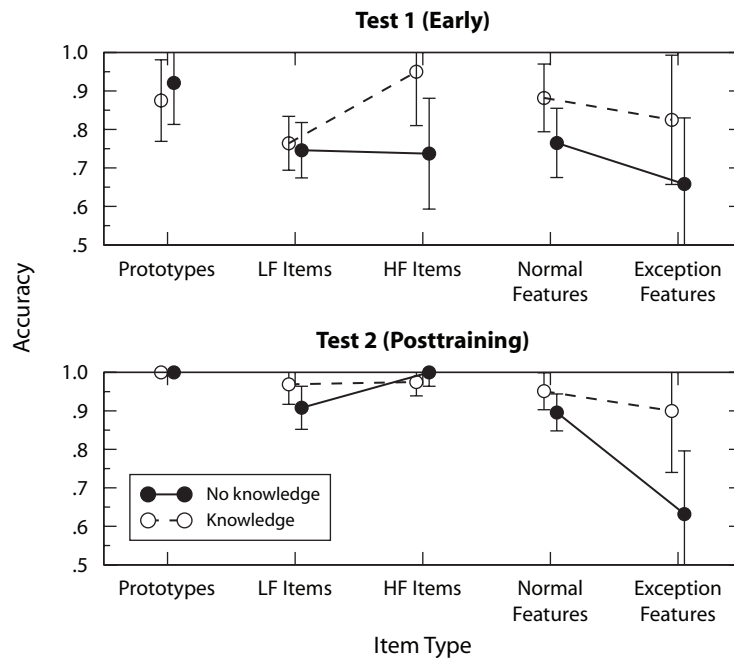 Test 1 (Early)
1.0
.9
.8
.7
.6
.5
Prototypes LF Items HF Items Normal Features Exception Features
Accuracy
Test 2 (Posttraining)
1.0
.9
.8
.7
.6
.5
No knowledge
Knowledge
Prototypes LF Items HF Items Normal Features Exception Features
Item Type